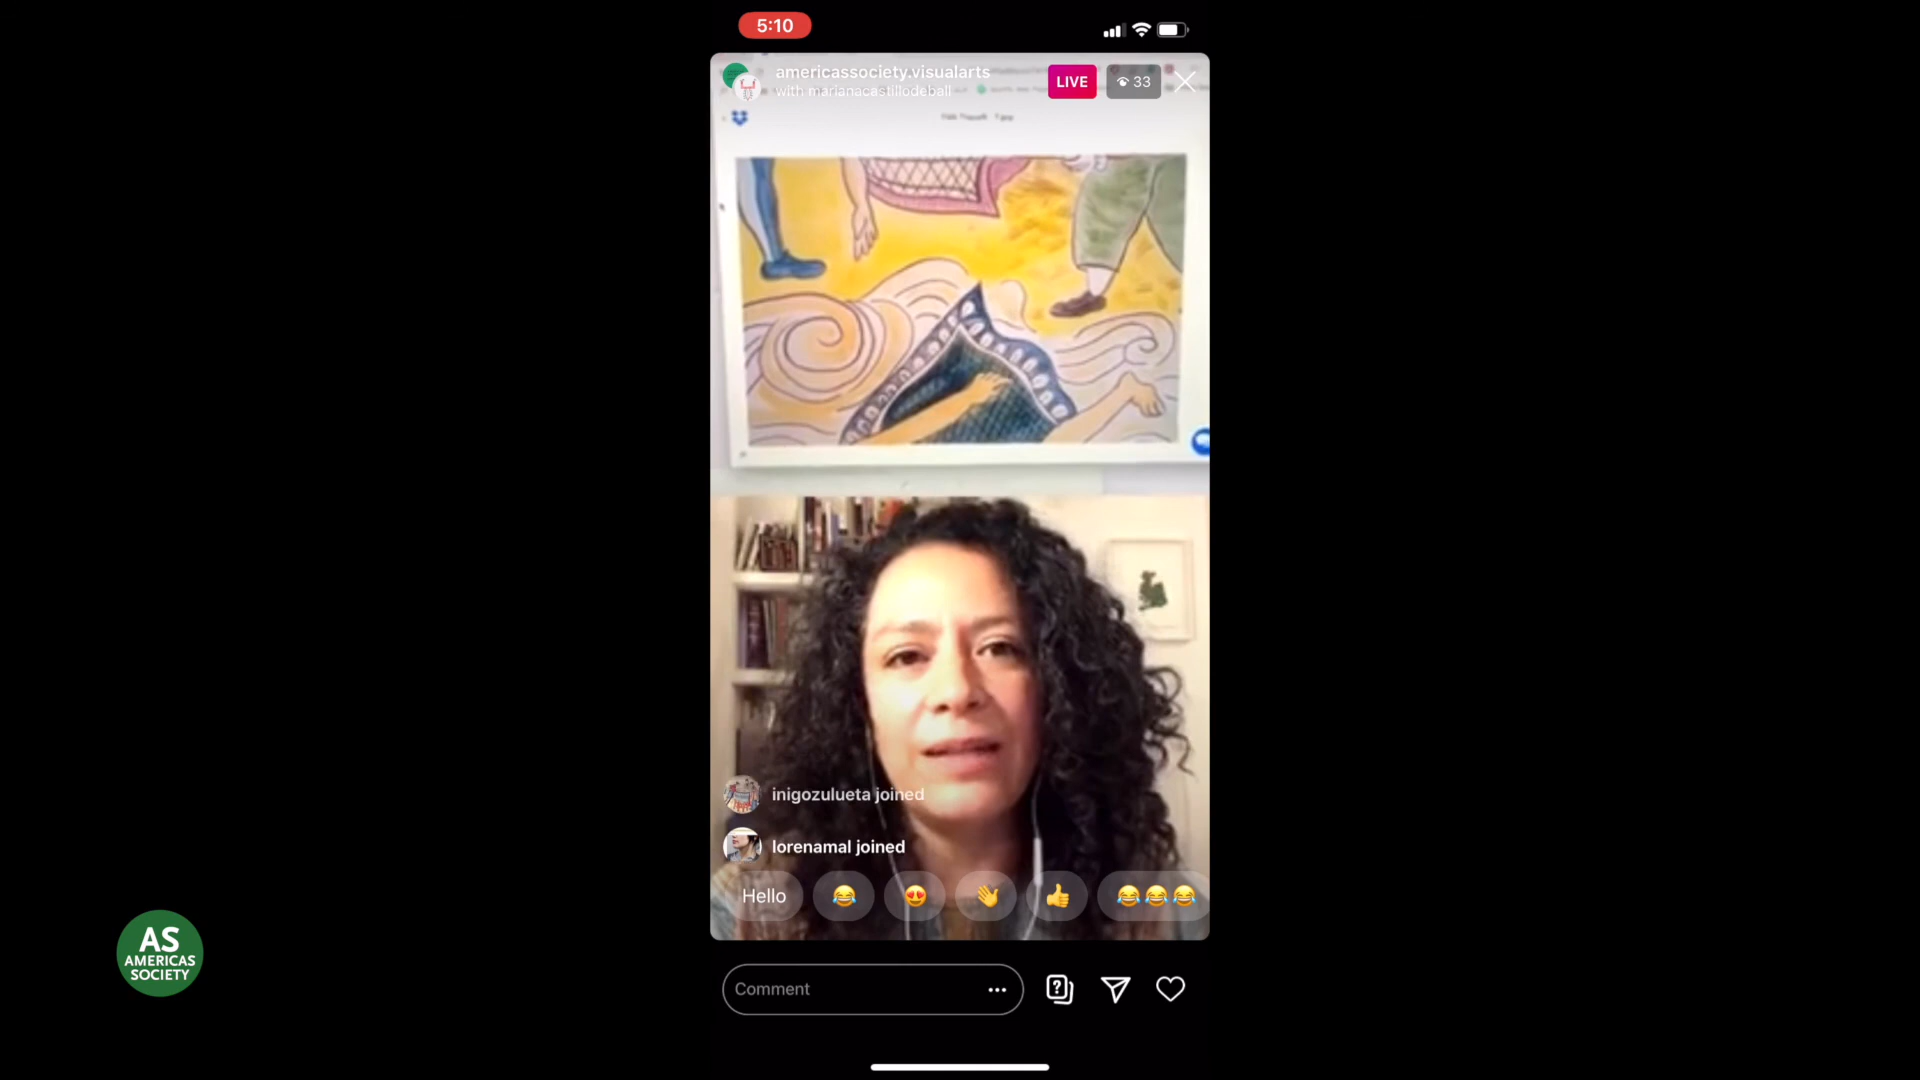 5:10
americassociety.visualarts
LIVE
33
with marianacastillodeball
inigozulueta joined
lorenamal joined
Hello
Comment
AS
AMERICAS
SOCIETY